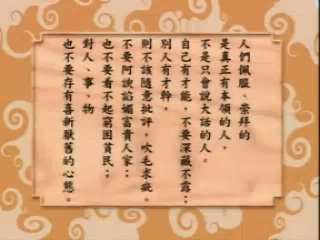 人們佩服、崇拜的
是真正有本領的人，
不是只會說大話的人。
自己有才能，不要深藏不露；
別人有才幹，
則不該隨意批評，吹毛求疵。
不要阿諛諂媚富貴人家；
也不要看不起窮困貧民；
對人、事、物
也不要存有喜新厭舊的心態。